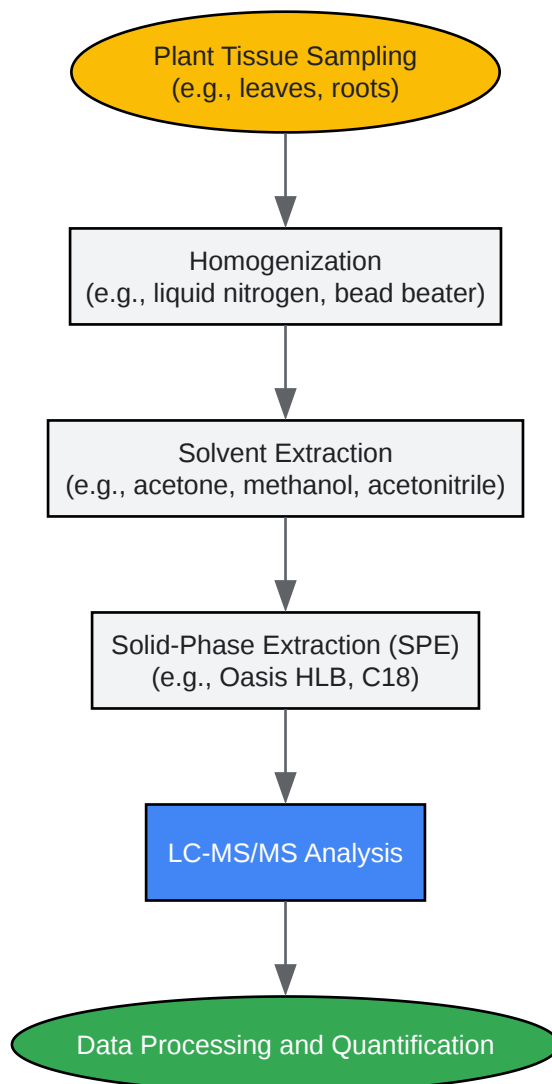 Plant Tissue Sampling
(e.g., leaves, roots)
Homogenization
(e.g., liquid nitrogen, bead beater)
Solvent Extraction
(e.g., acetone, methanol, acetonitrile)
Solid-Phase Extraction (SPE)
(e.g., Oasis HLB, C18)
LC-MS/MS Analysis
Data Processing and Quantification